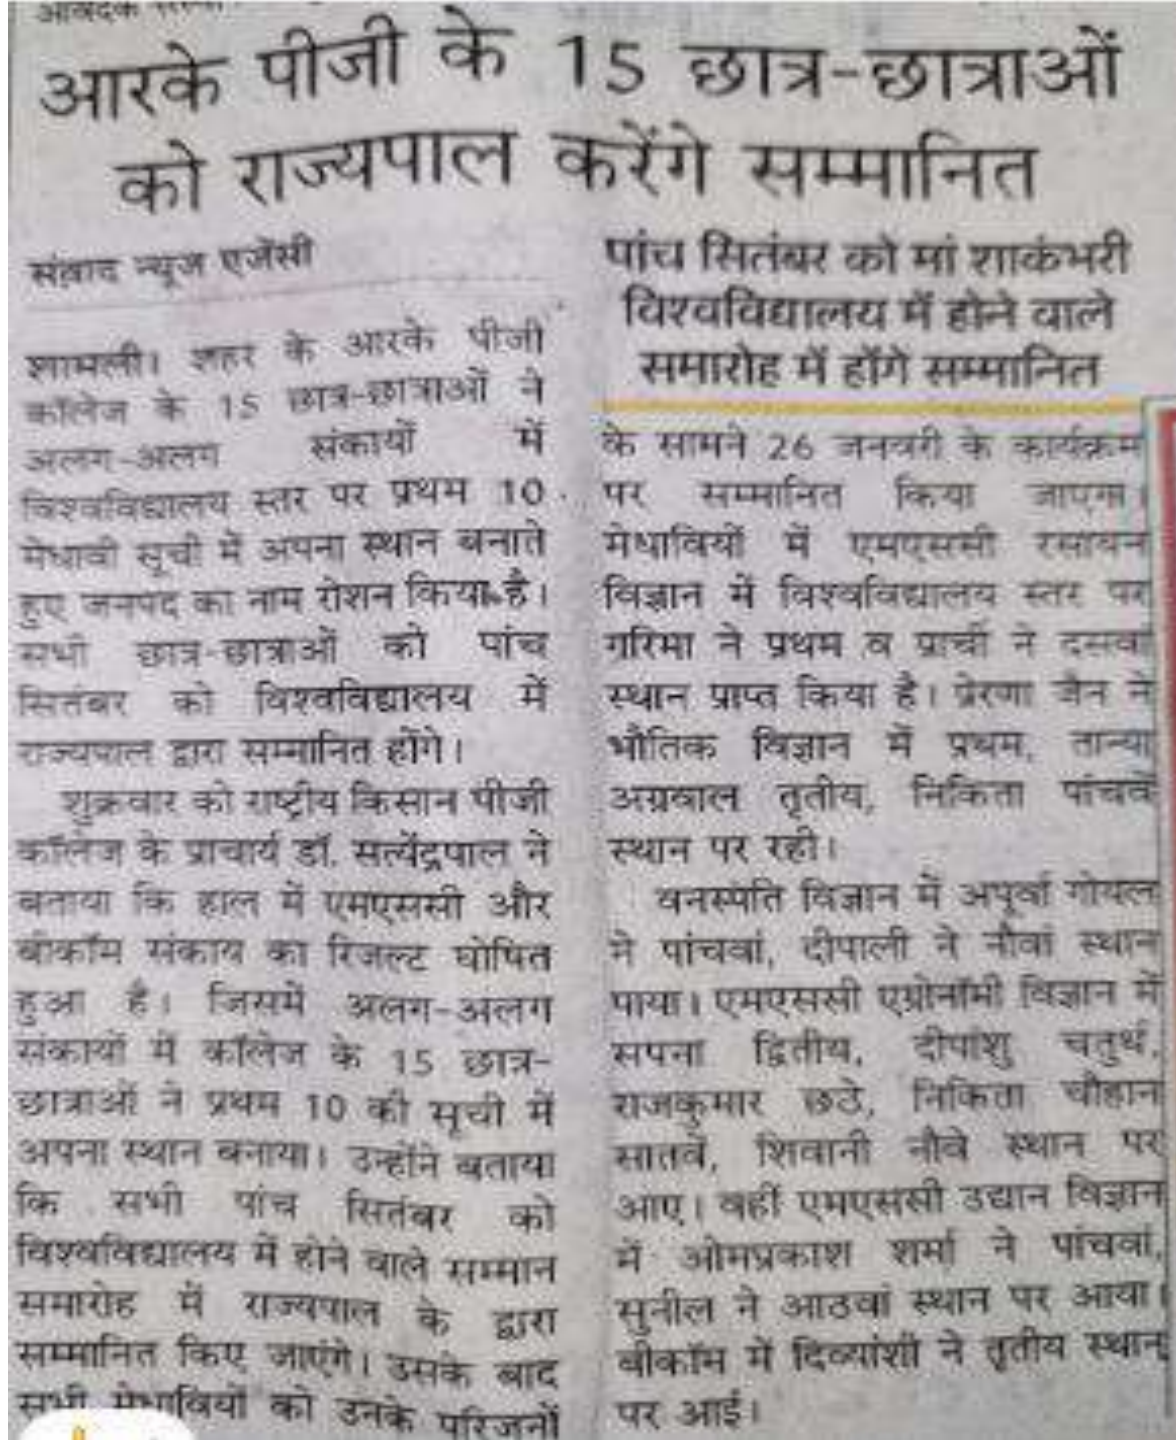 आरके पीजी के 15 छात्र-छात्राओं
को राज्यपाल करेंगे सम्मानित
संवाद न्यूज एजेंसी
शामली। शहर के आरके पीजी
कॉलेज के 15 छात्र-छात्राओं ने
अलग-अलग संकायों में
विश्वविद्यालय स्तर पर प्रथम 10
मेधावी सूची में अपना स्थान बनाते
हुए जनपद का नाम रोशन किया है।
सभी छात्र-छात्राओं को पांच
सितंबर को विश्वविद्यालय में
राज्यपाल द्वारा सम्मानित होंगे।
शुक्रवार को राष्ट्रीय किसान पीजी
कॉलेज के प्राचार्य डॉ. सत्येंद्रपाल ने
बताया कि हाल में एमएससी और
बीकॉम संकाय का रिजल्ट घोषित
हुआ है। जिसमें अलग-अलग
संकायों में कॉलेज के 15 छात्र-
छात्राओं ने प्रथम 10 की सूची में
अपना स्थान बनाया। उन्होंने बताया
कि सभी पांच सितंबर को
विश्वविद्यालय में होने वाले सम्मान
समारोह में राज्यपाल के द्वारा
सम्मानित किए जाएंगे। उसके बाद
सभी मेधावियों को उनके परिजनों
पांच सितंबर को मां शाकंभरी
विश्वविद्यालय में होने वाले
समारोह में होंगे सम्मानित
के सामने 26 जनवरी के कार्यक्रम
पर सम्मानित किया जाएगा।
मेधावियों में एमएससी रसायन
विज्ञान में विश्वविद्यालय स्तर पर
गरिमा ने प्रथम व प्राची ने दसवां
स्थान प्राप्त किया है। प्रेरणा जैन ने
भौतिक विज्ञान में प्रथम, तान्या
अग्रवाल तृतीय, निकिता पांचवें
स्थान पर रही।
वनस्पति विज्ञान में अपूर्वा गोयल
ने पांचवां, दीपाली ने नौवां स्थान
पाया। एमएससी एग्रोनॉमी विज्ञान में
सपना द्वितीय, दीपांशु चतुर्थ,
राजकुमार छठे, निकिता चौहान
सातवें, शिवानी नौवे स्थान पर
आए। वहीं एमएससी उद्यान विज्ञान
में ओमप्रकाश शर्मा ने पांचवां,
सुनील ने आठवां स्थान पर आया।
बीकॉम में दिव्यांशी ने तृतीय स्थान
पर आई।